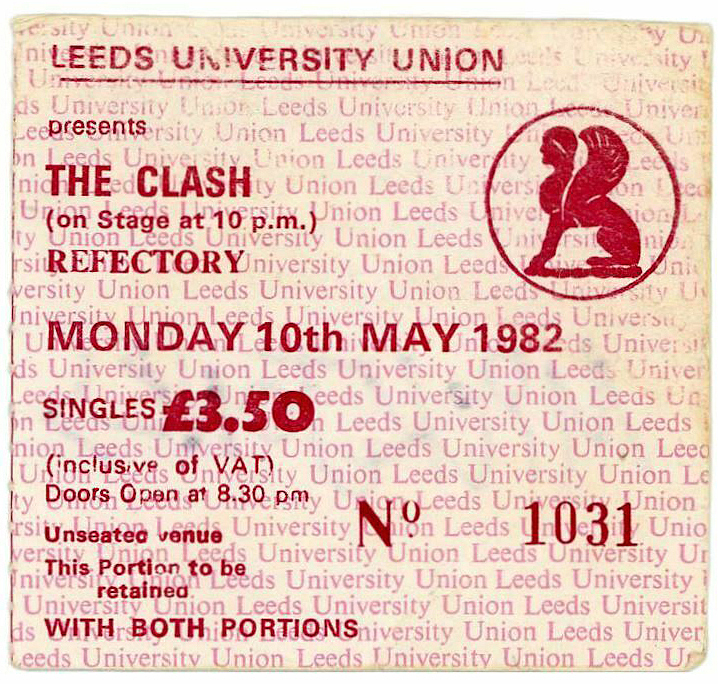 LEEDS UNIVERSITY UNION
presents
THE CLASH
(on Stage at 10 p.m.)
REFECTORY
MONDAY 10th MAY 1982
SINGLES £3.50
(inclusive of VAT)
Doors Open at 8.30 pm
Nº 1031
Unseated venue
This Portion to be
retained
WITH BOTH PORTIONS